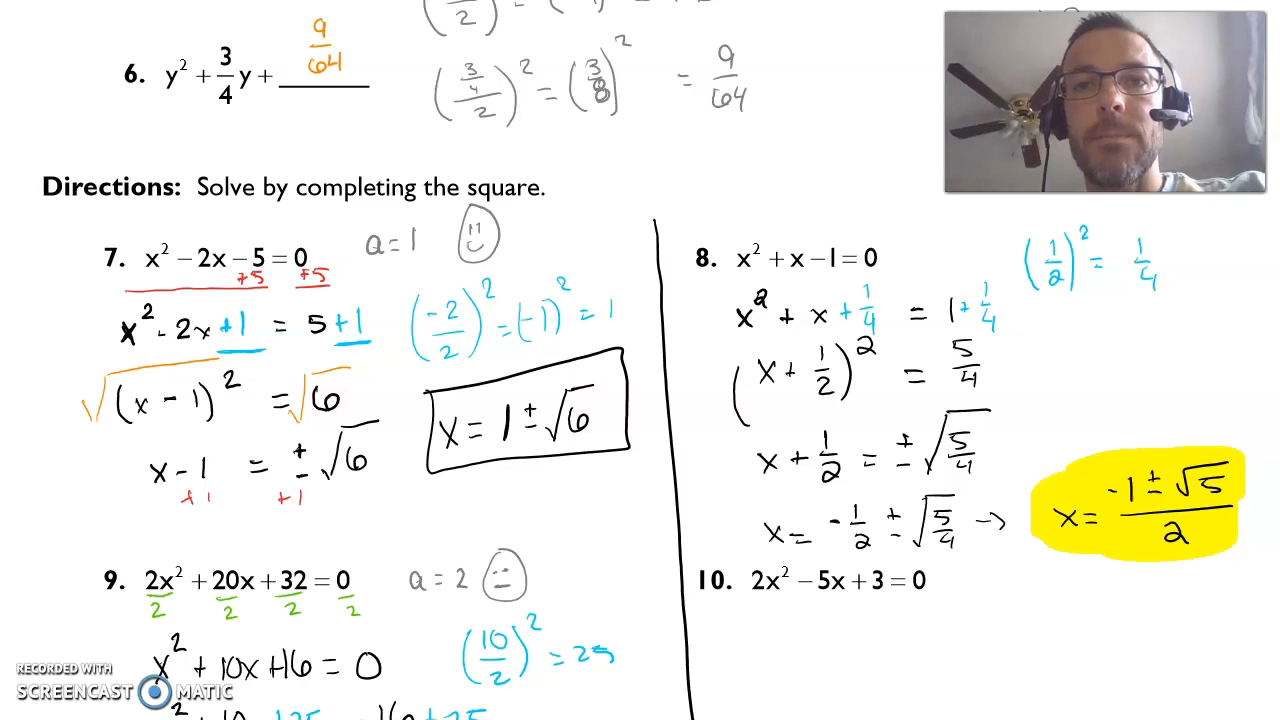 6. y² + 3/4 y + 9/64
(3/4 / 2)² = (3/8)² = 9/64
Directions: Solve by completing the square.
7. x² − 2x − 5 = 0
+5 +5
a = 1
x² - 2x + 1 = 5 + 1
(-2/2)² = (-1)² = 1
√(x - 1)² = √6
x - 1 = ± √6
+1 +1
x = 1 ± √6
8. x² + x − 1 = 0
(1/2)² = 1/4
x² + x + 1/4 = 1 + 1/4
(x + 1/2)² = 5/4
x + 1/2 = ± √5/4
x = - 1/2 ± √5/4 →
x = -1 ± √5 / 2
9. 2x² + 20x + 32 = 0
2 2 2 2
a = 2
x² + 10x + 16 = 0
(10/2)² = 25
10. 2x² − 5x + 3 = 0
RECORDED WITH
SCREENCAST MATIC